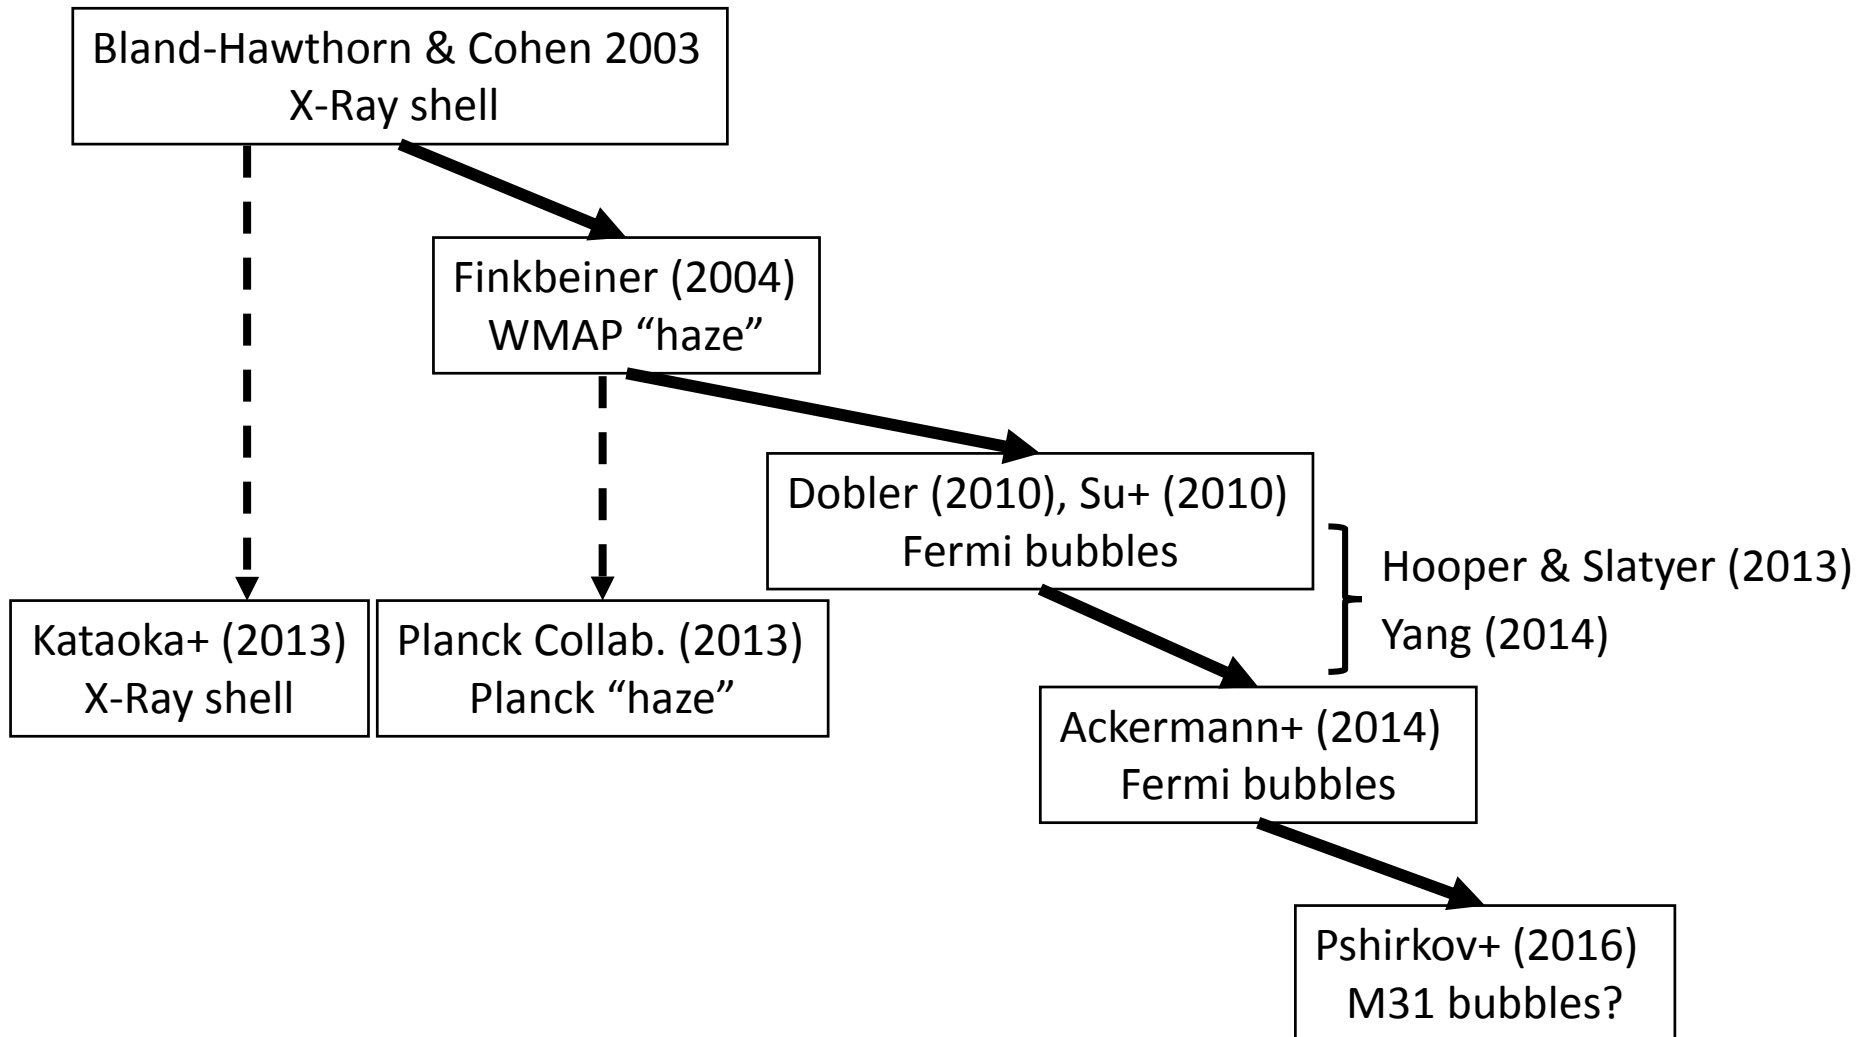 Bland-Hawthorn & Cohen 2003
X-Ray shell
Finkbeiner (2004)
WMAP “haze”
Dobler (2010), Su+ (2010)
Fermi bubbles
Hooper & Slatyer (2013)
Yang (2014)
Kataoka+ (2013)
X-Ray shell
Planck Collab. (2013)
Planck “haze”
Ackermann+ (2014)
Fermi bubbles
Pshirkov+ (2016)
M31 bubbles?